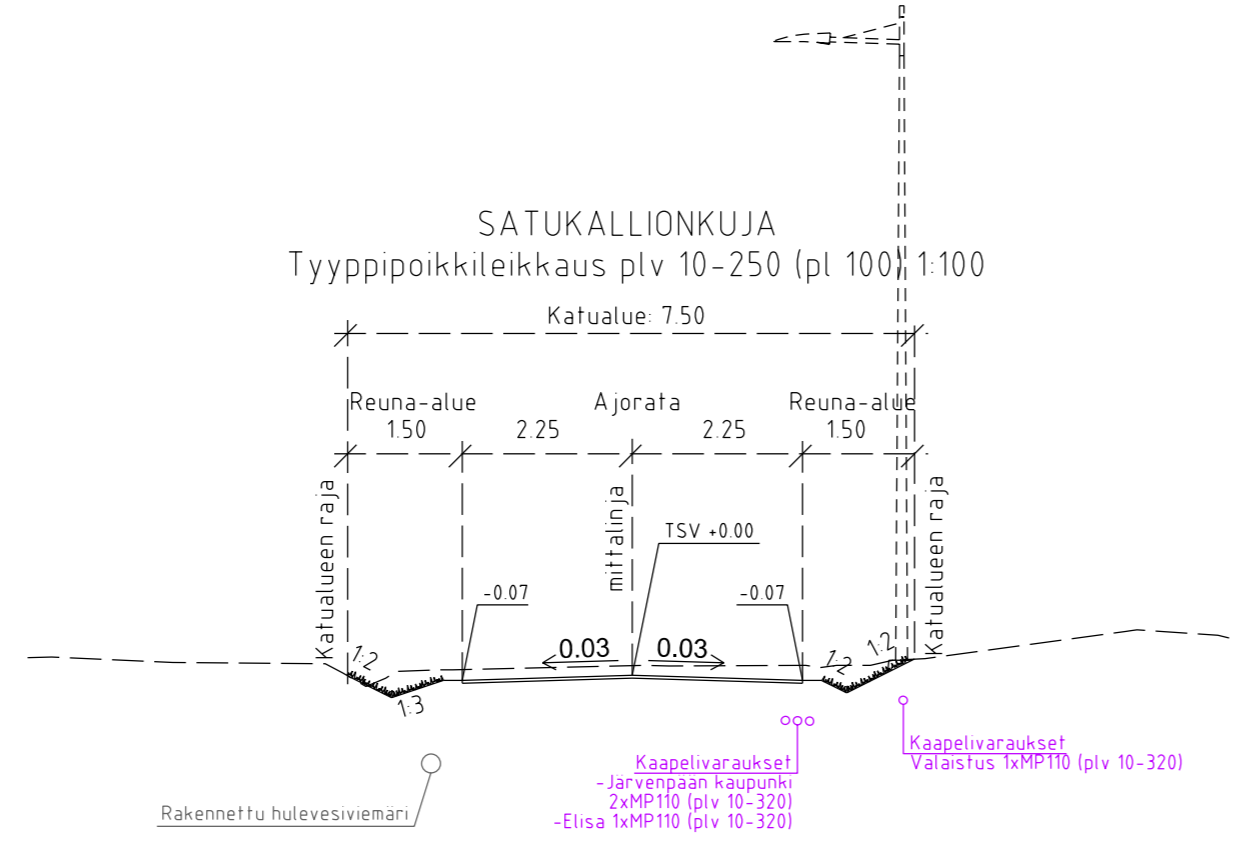 SATUKALLIONKUJA
Tyyppipoikkileikkaus plv 10-250 (pl 100) 1:100
Katualue: 7.50
Reuna-alue
Ajorata
Reuna-alue
1.50
2.25
2.25
1.50
Katualueen raja
mittalinja
Katualueen raja
TSV +0.00
-0.07
-0.07
0.03
0.03
1:2
1:3
1:2
1:2
Kaapelivaraukset
-Järvenpään kaupunki
2xMP110 (plv 10-320)
-Elisa 1xMP110 (plv 10-320)
Kaapelivaraukset
Valaistus 1xMP110 (plv 10-320)
Rakennettu hulevesiviemäri